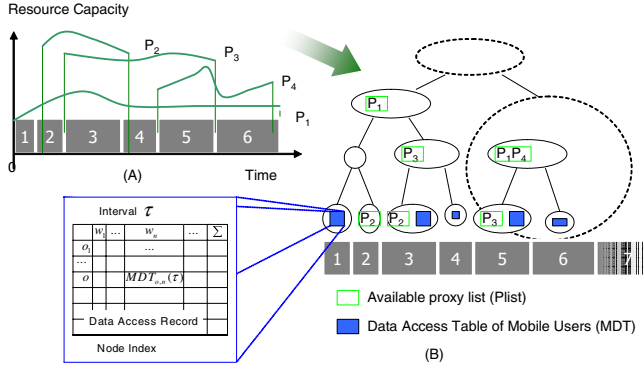 Resource Capacity
P2
P3
P4
P1
1 2 3 4 5 6
0
(A)
Time
P1
P3
P1P4
P2
P2
P3
1 2 3 4 5 6 7
Interval τ
w1 ... wn ... Σ
o1 ...
...
o MDTo,n(τ)
Data Access Record
Node Index
Available proxy list (Plist)
Data Access Table of Mobile Users (MDT)
(B)